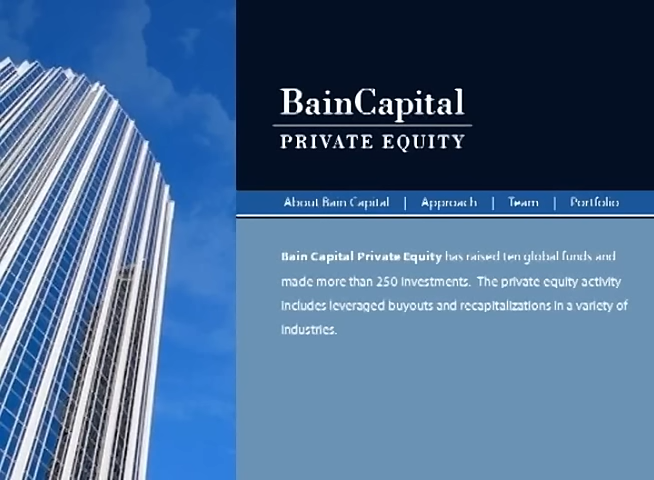 BainCapital
PRIVATE EQUITY
About Bain Capital | Approach | Team | Portfolio
Bain Capital Private Equity has raised ten global funds and
made more than 250 investments. The private equity activity
includes leveraged buyouts and recapitalizations in a variety of
industries.